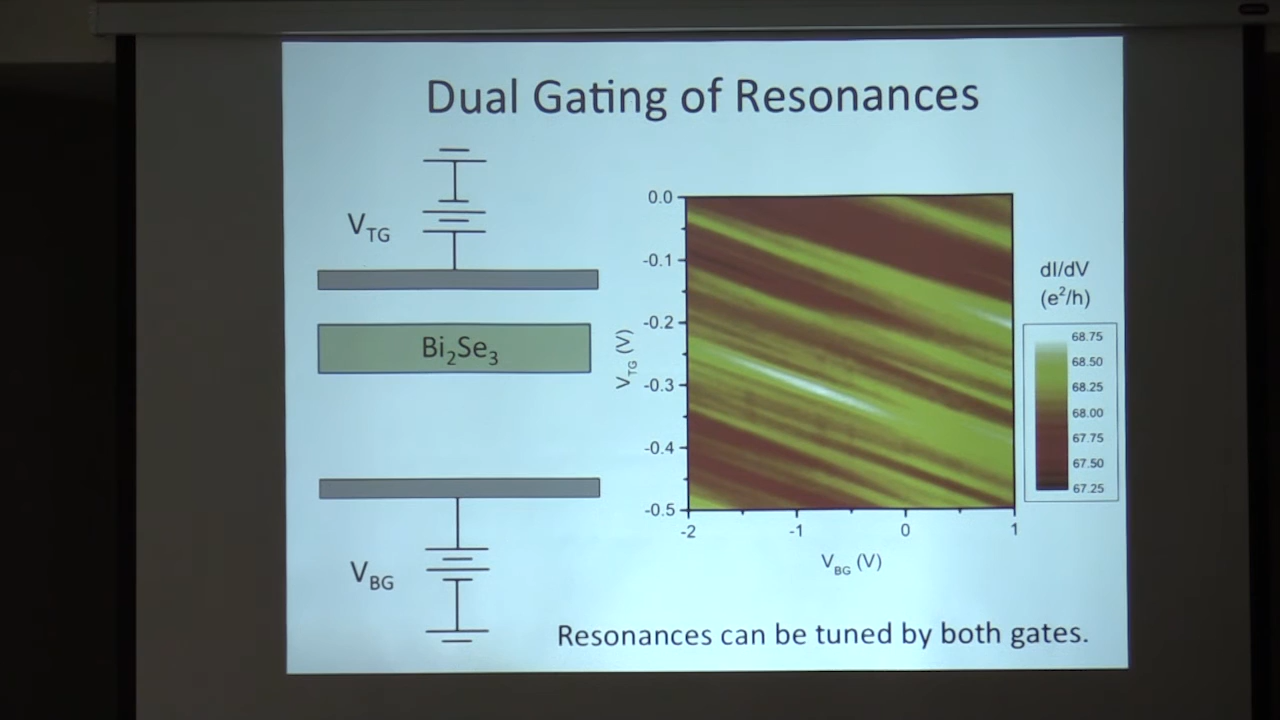 Dual Gating of Resonances
V_TG
Bi₂Se₃
V_BG
0.0
-0.1
-0.2
-0.3
-0.4
-0.5
V_TG (V)
-2 -1 0 1
V_BG (V)
dI/dV
(e²/h)
68.75
68.50
68.25
68.00
67.75
67.50
67.25
Resonances can be tuned by both gates.